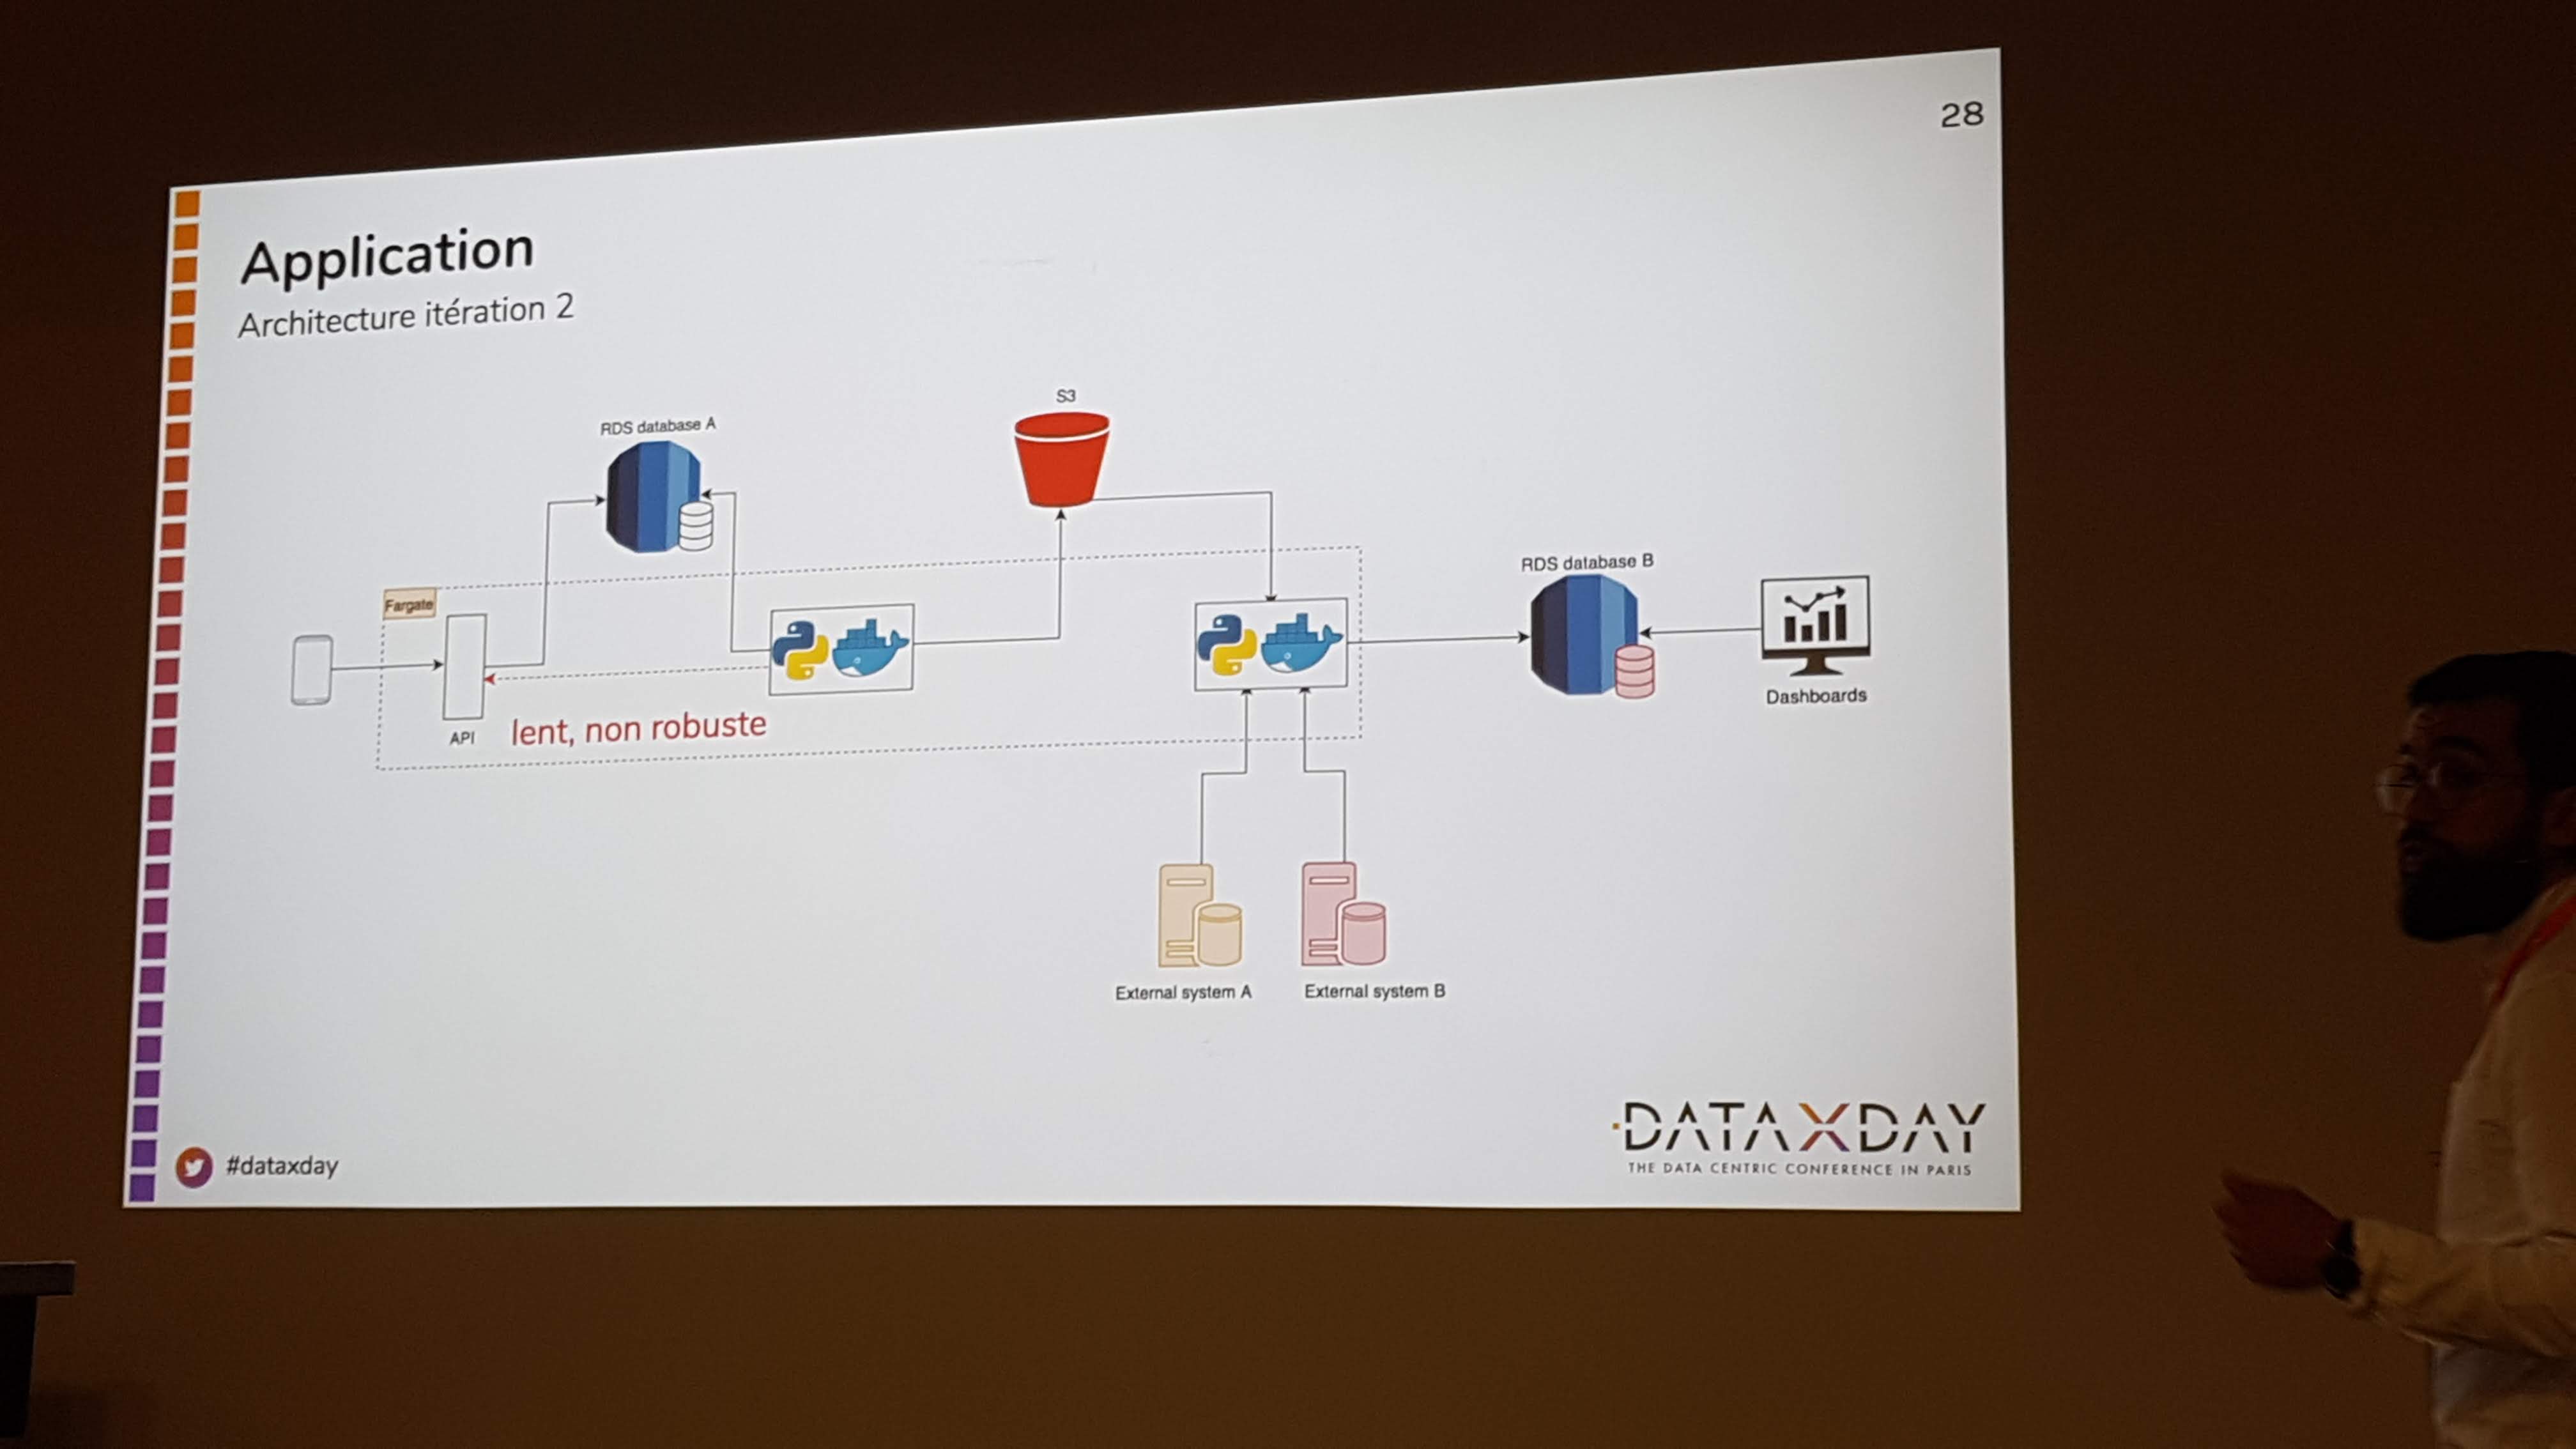 28
Application
Architecture itération 2
S3
RDS database A
RDS database B
Fargate
API
lent, non robuste
Dashboards
External system A
External system B
#dataxday
DATAXDAY
THE DATA CENTRIC CONFERENCE IN PARIS